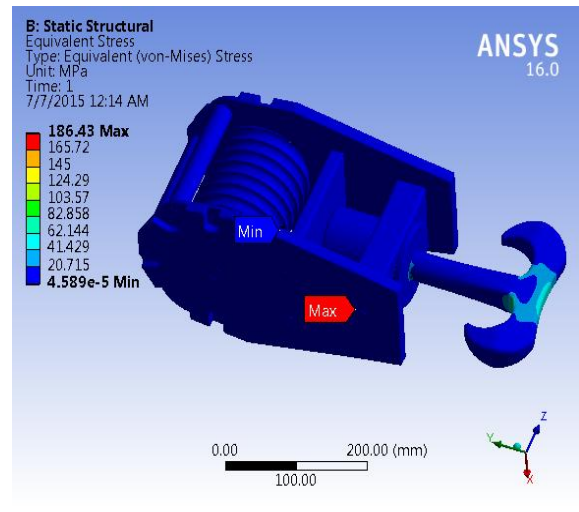 B: Static Structural
Equivalent Stress
Type: Equivalent (von-Mises) Stress
Unit: MPa
Time: 1
7/7/2015 12:14 AM
ANSYS
16.0
186.43 Max
165.72
145
124.29
103.57
82.858
62.144
41.429
20.715
4.589e-5 Min
Min
Max
0.00 200.00 (mm)
100.00
Z
Y
X